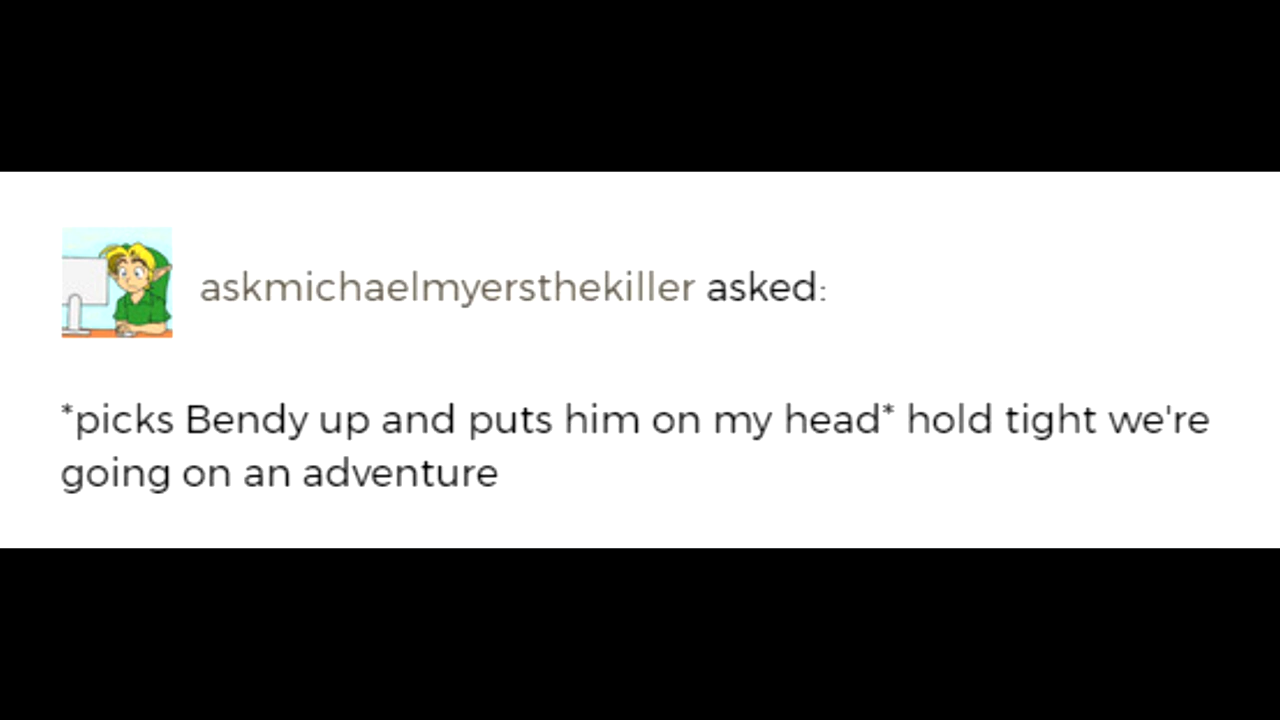 askmichaelmyersthekiller asked:
*picks Bendy up and puts him on my head* hold tight we're
going on an adventure